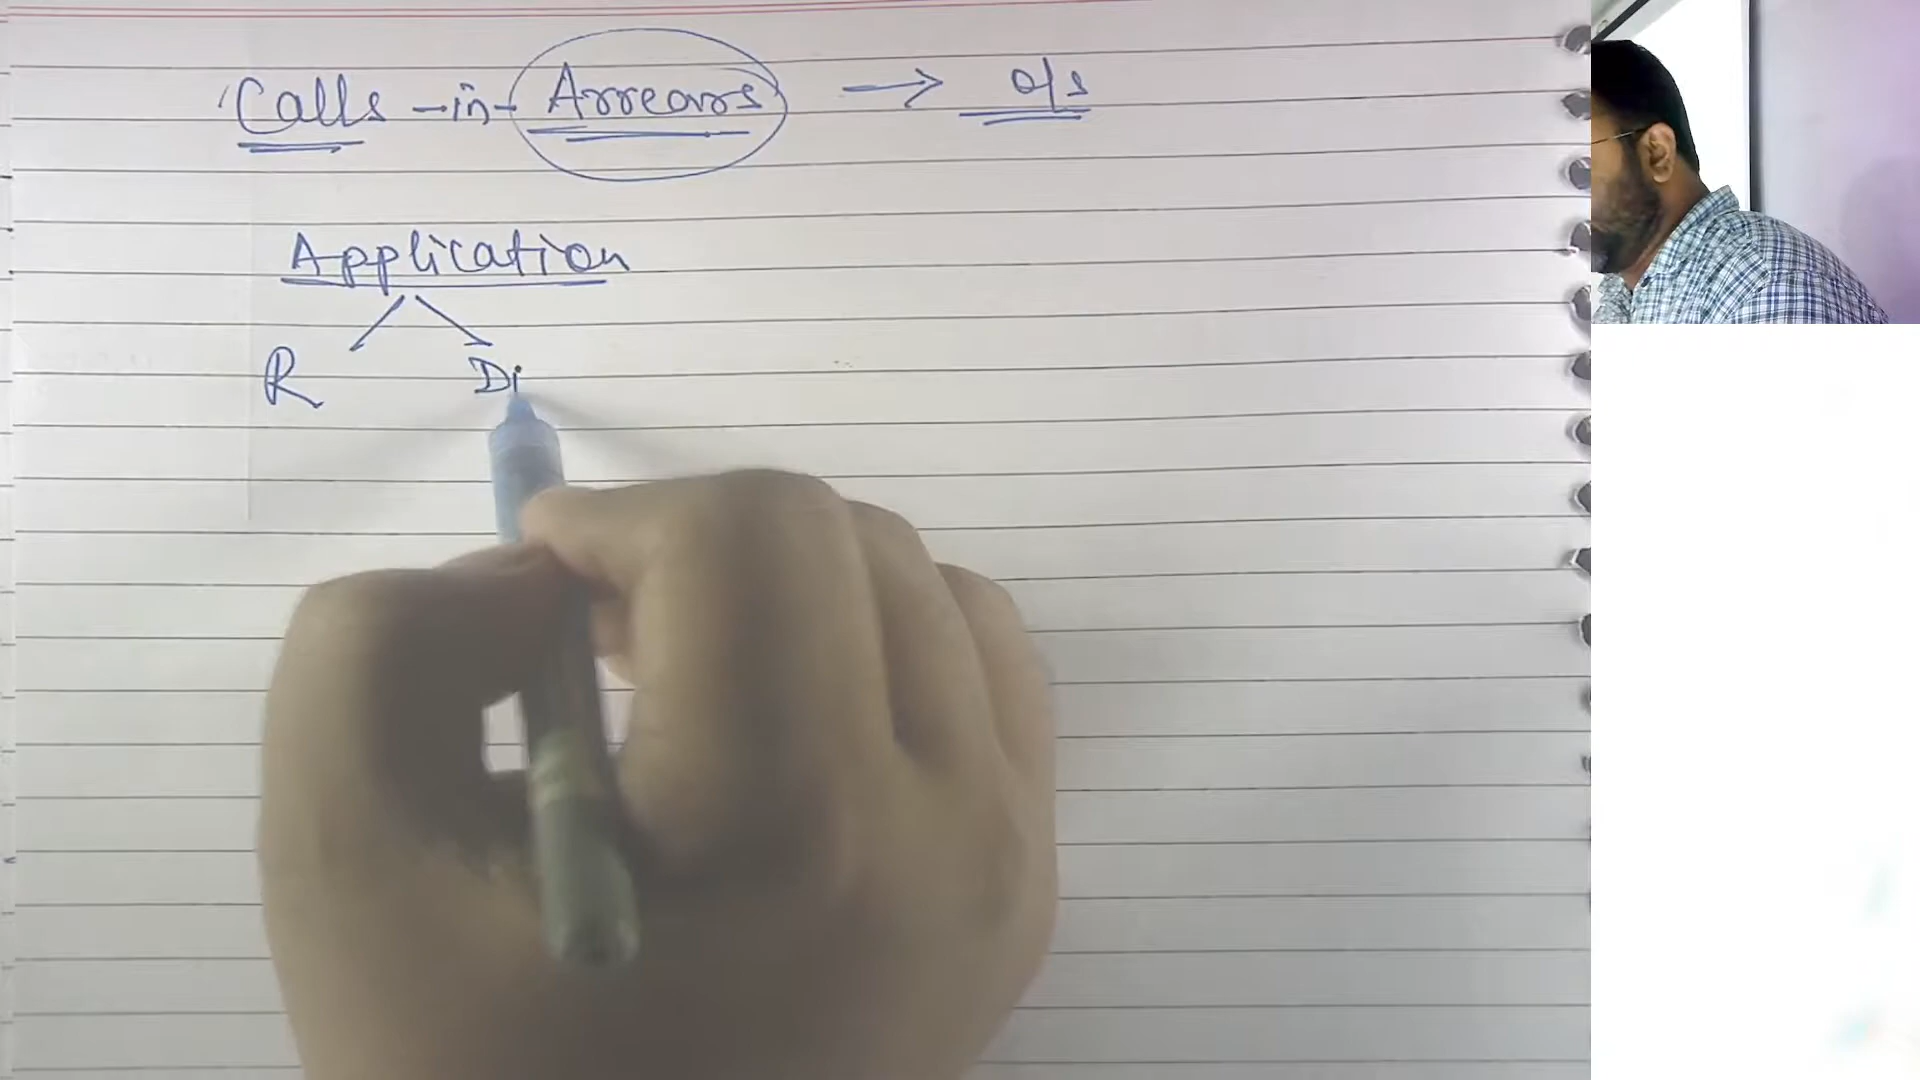 Calls-in-Arrears → o/s
Application
R Di